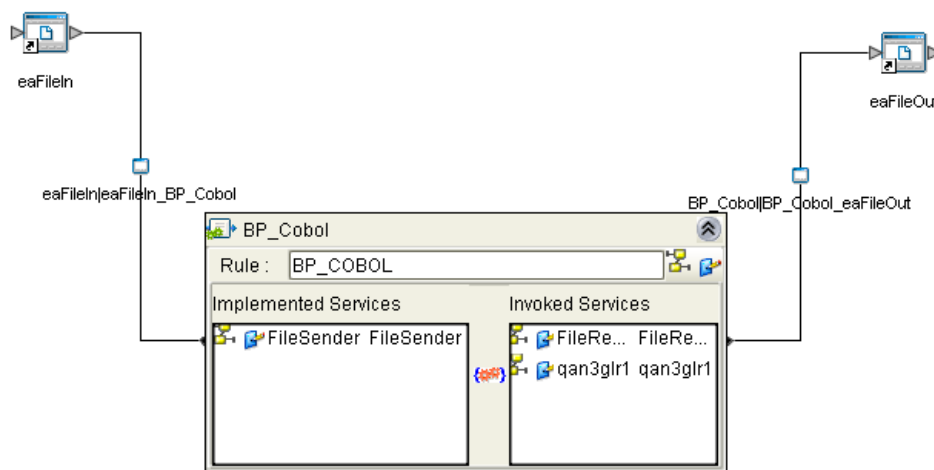 eaFileIn
eaFileOu
eaFileIn|eaFileIn_BP_Cobol
BP_Cobol|BP_Cobol_eaFileOut
BP_Cobol
Rule : BP_COBOL
Implemented Services Invoked Services
FileSender FileSender FileRe... FileRe...
qan3glr1 qan3glr1